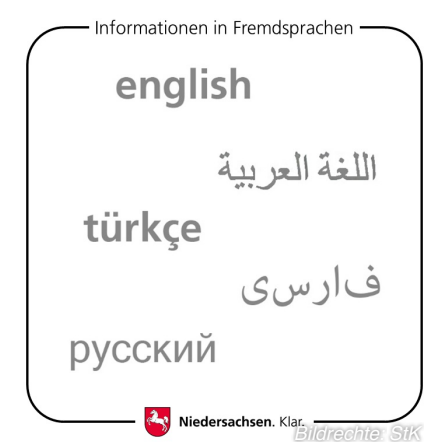 Informationen in Fremdsprachen
english
اللغة العربية
türkçe
فارسی
русский
Niedersachsen. Klar.
Bildrechte: StK